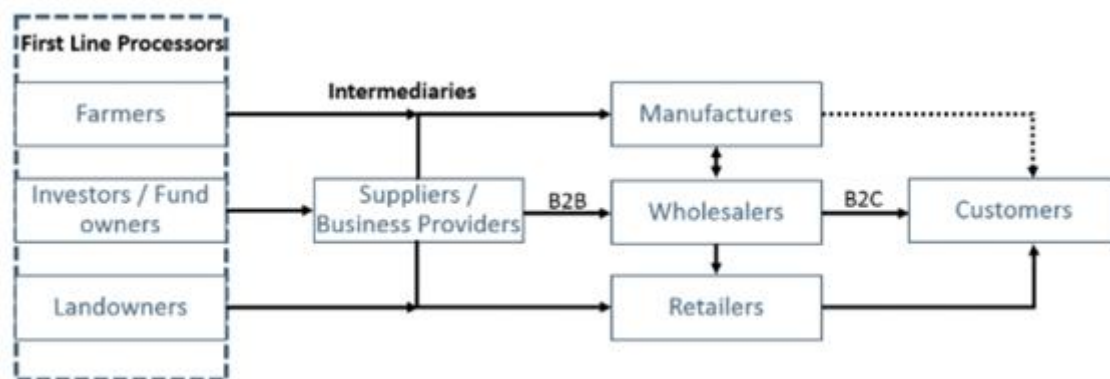 First Line Processors
Intermediaries
Farmers
Manufactures
Investors / Fund
owners
Suppliers /
Business Providers
B2B
Wholesalers
B2C
Customers
Landowners
Retailers